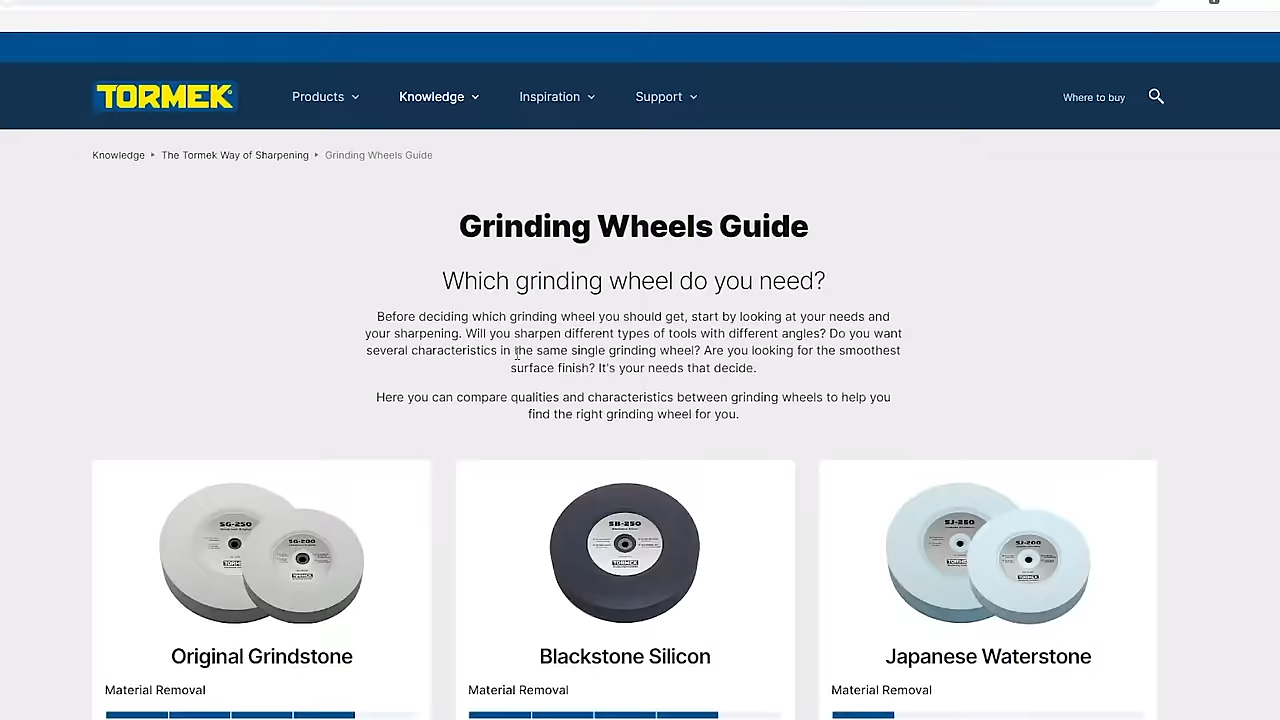 TORMEK
Products
Knowledge
Inspiration
Support
Where to buy
Knowledge
The Tormek Way of Sharpening
Grinding Wheels Guide
Grinding Wheels Guide
Which grinding wheel do you need?
Before deciding which grinding wheel you should get, start by looking at your needs and
your sharpening. Will you sharpen different types of tools with different angles? Do you want
several characteristics in the same single grinding wheel? Are you looking for the smoothest
surface finish? It's your needs that decide.
Here you can compare qualities and characteristics between grinding wheels to help you
find the right grinding wheel for you.
SG-250
SG-200
TORMEK
SB-250
TORMEK
SJ-250
SJ-200
TORMEK
Original Grindstone
Blackstone Silicon
Japanese Waterstone
Material Removal
Material Removal
Material Removal